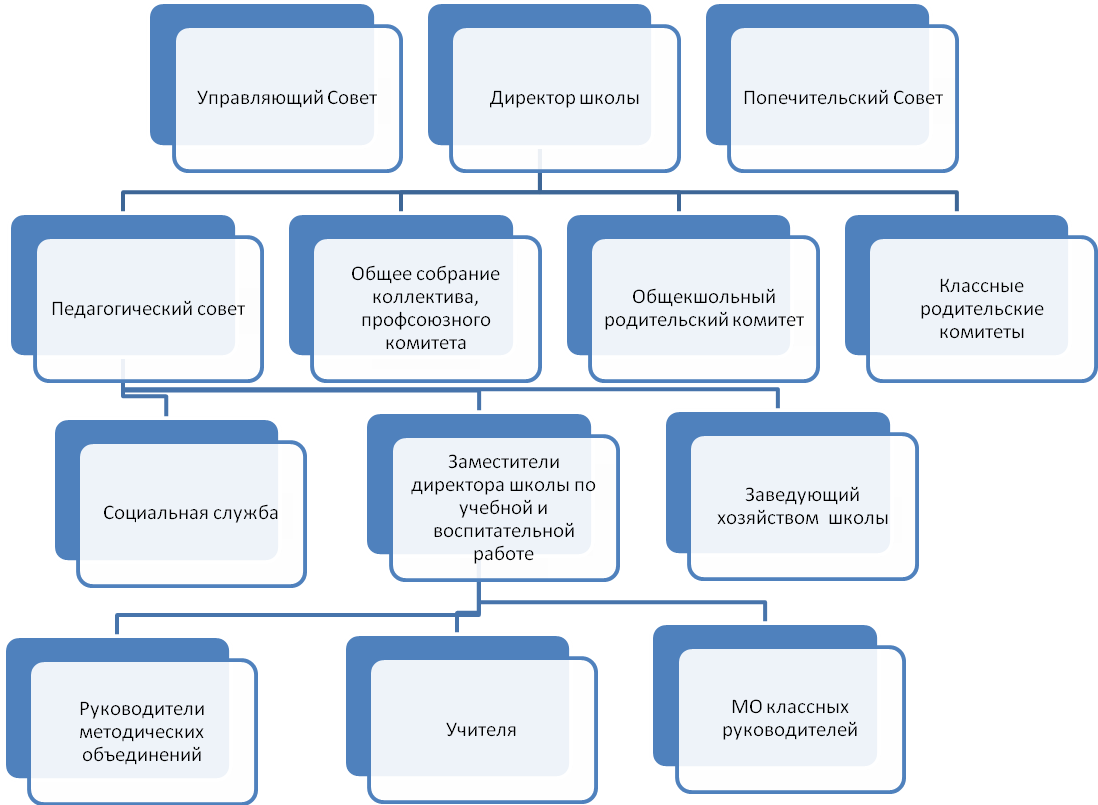 Управляющий Совет
Директор школы
Попечительский Совет
Педагогический совет
Общее собрание
коллектива,
профсоюзного
комитета
Общекшольный
родительский комитет
Классные
родительские
комитеты
Социальная служба
Заместители
директора школы по
учебной и
воспитательной
работе
Заведующий
хозяйством школы
Руководители
методических
объединений
Учителя
МО классных
руководителей